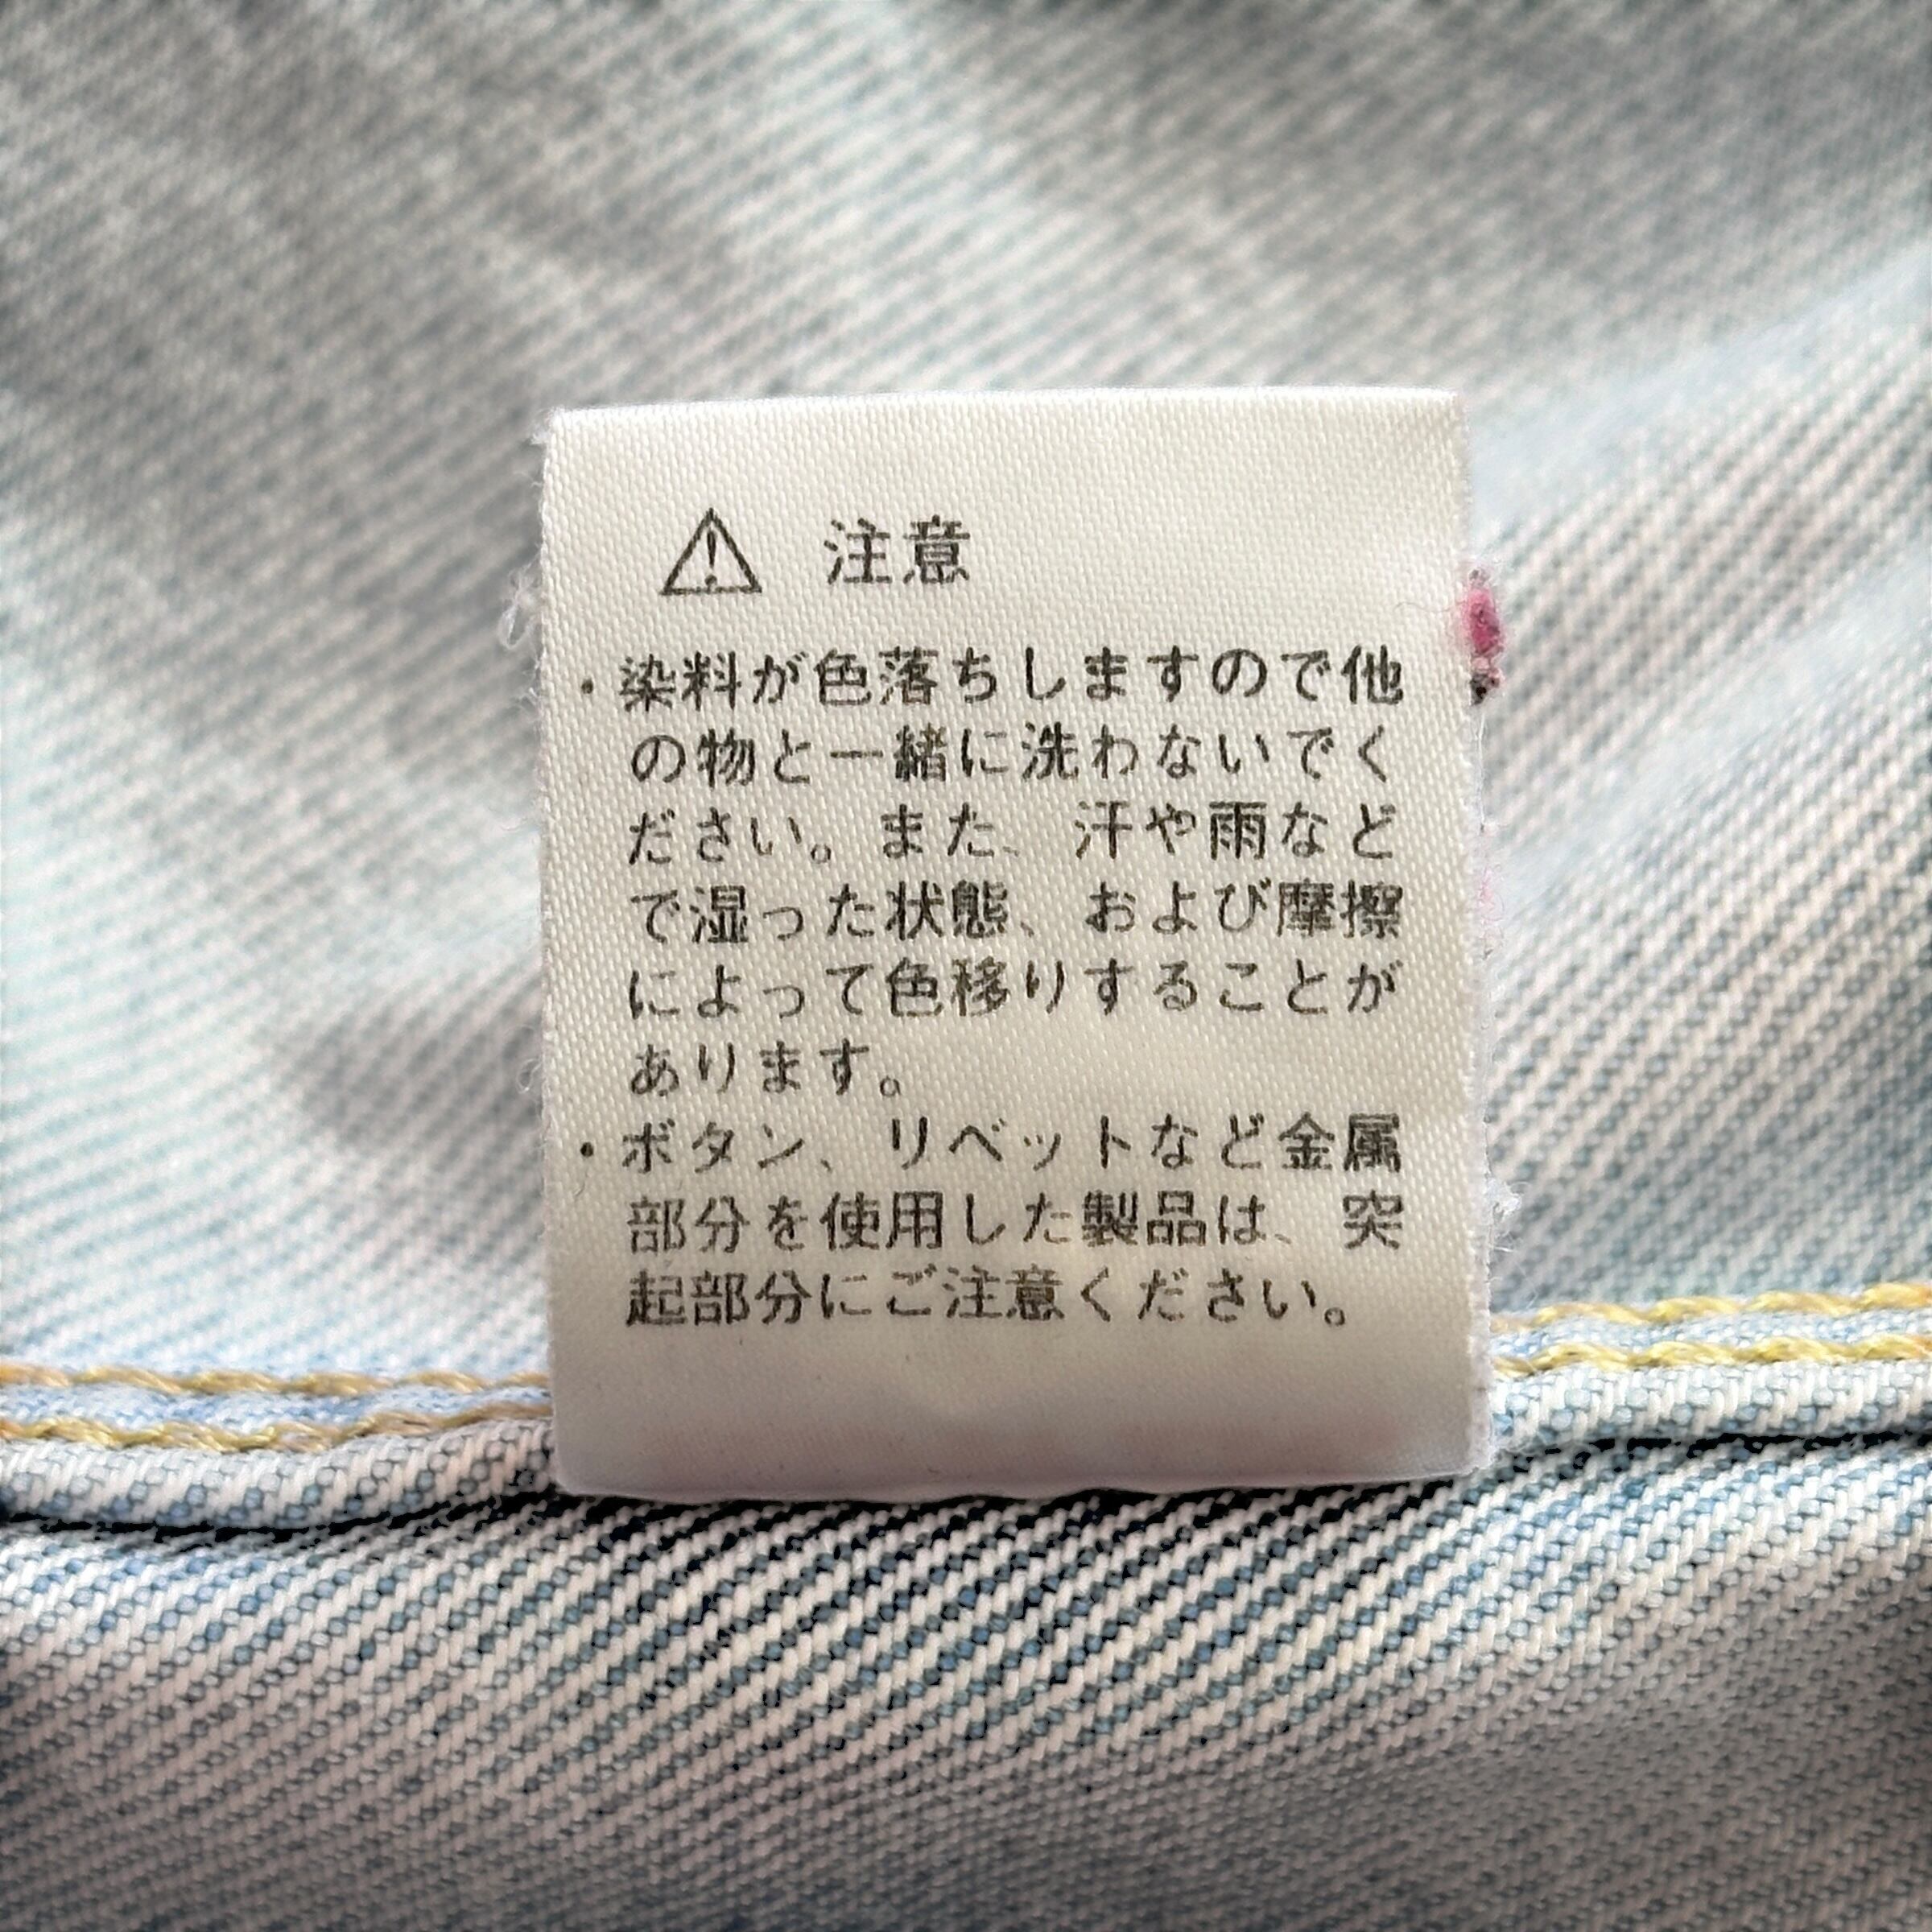 ⚠ 注意
・染料が色落ちしますので他
の物と一緒に洗わないでく
ださい。また、汗や雨など
で湿った状態、および摩擦
によって色移りすることが
あります。
・ボタン、リベットなど金属
部分を使用した製品は、突
起部分にご注意ください。